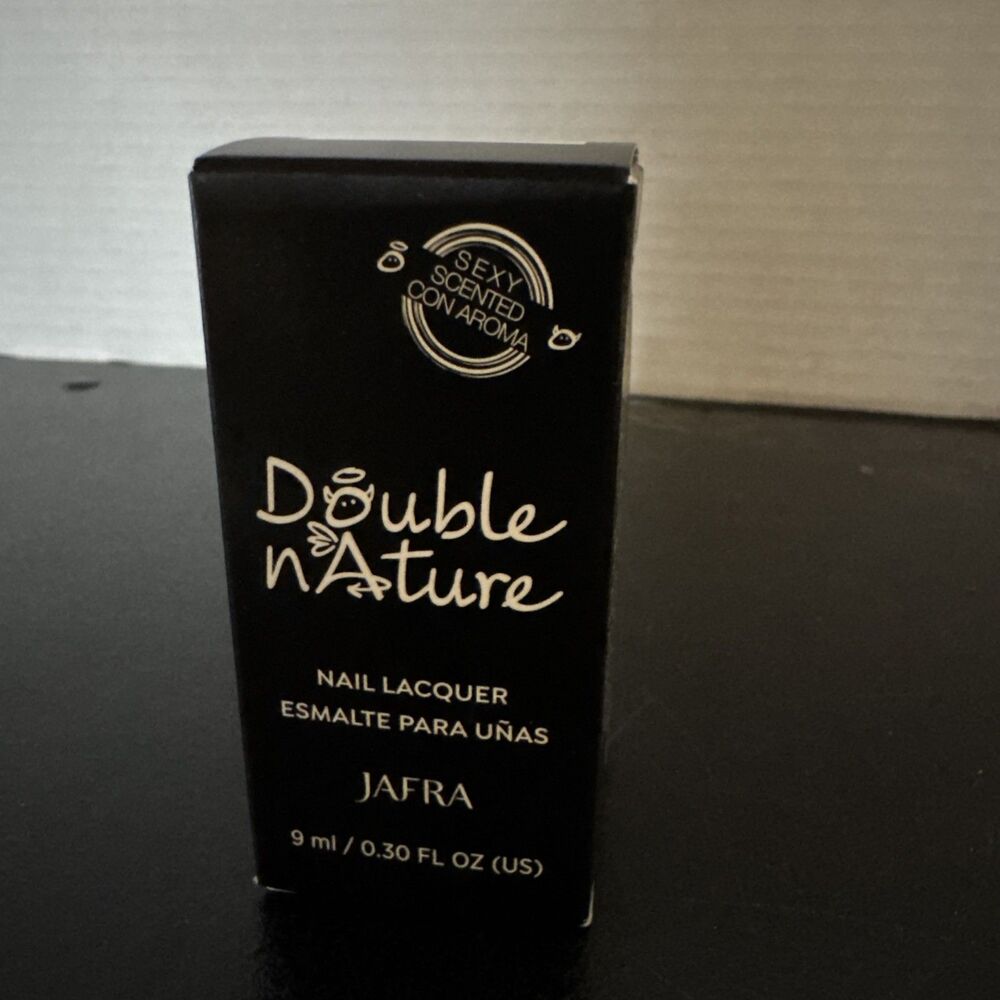 SEXY
SCENTED
CON AROMA
Double
nAture
NAIL LACQUER
ESMALTE PARA UÑAS
JAFRA
9 ml / 0.30 FL OZ (US)